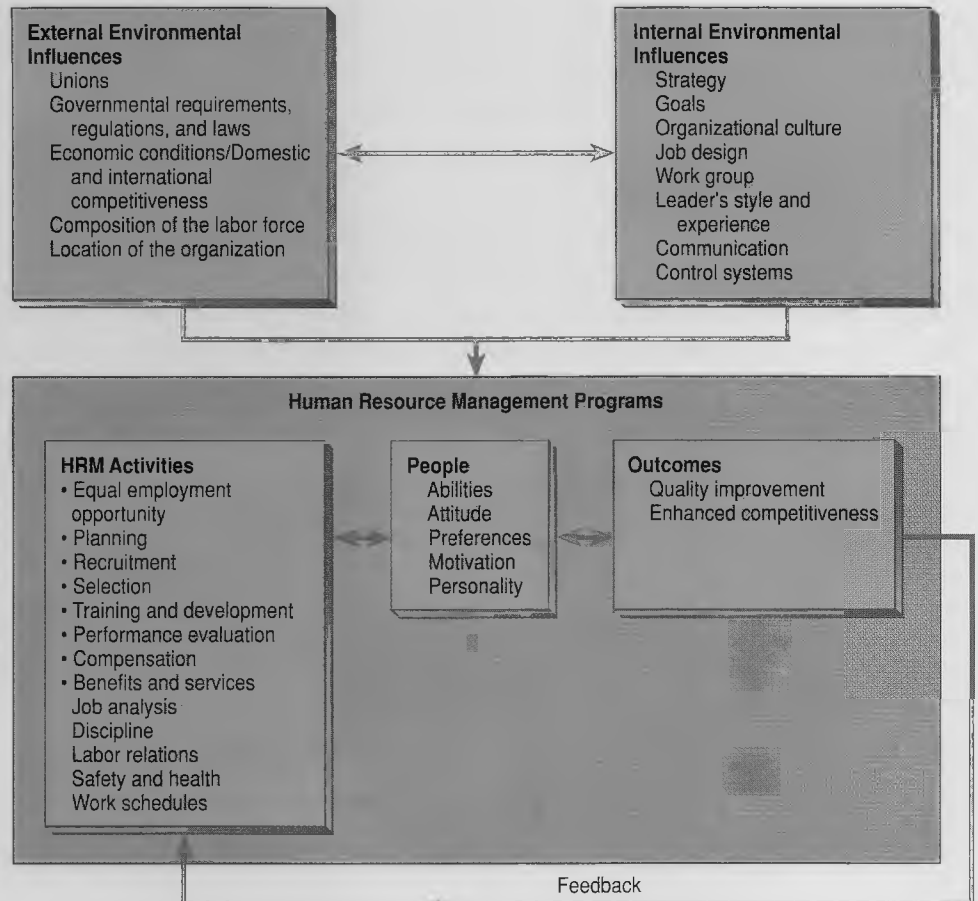 External Environmental
Influences
Unions
Governmental requirements,
regulations, and laws
Economic conditions/Domestic
and international
competitiveness
Composition of the labor force
Location of the organization
Internal Environmental
Influences
Strategy
Goals
Organizational culture
Job design
Work group
Leader's style and
experience
Communication
Control systems
Human Resource Management Programs
HRM Activities
• Equal employment
opportunity
• Planning
• Recruitment
• Selection
• Training and development
• Performance evaluation
• Compensation
• Benefits and services
Job analysis
Discipline
Labor relations
Safety and health
Work schedules
People
Abilities
Attitude
Preferences
Motivation
Personality
Outcomes
Quality improvement
Enhanced competitiveness
Feedback